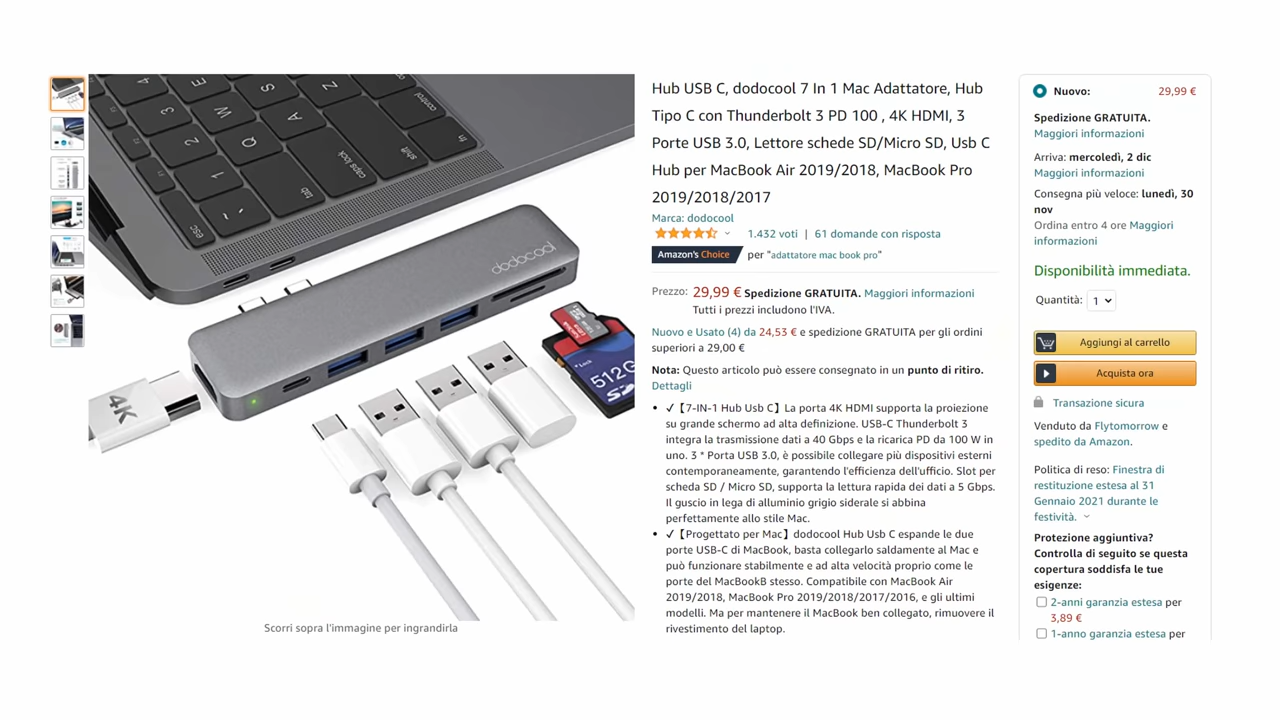 Hub USB C, dodocool 7 In 1 Mac Adattatore, Hub
Tipo C con Thunderbolt 3 PD 100 , 4K HDMI, 3
Porte USB 3.0, Lettore schede SD/Micro SD, Usb C
Hub per MacBook Air 2019/2018, MacBook Pro
2019/2018/2017
Marca: dodocool
1.432 voti | 61 domande con risposta
Amazon's Choice per "adattatore mac book pro"
Prezzo: 29,99 € Spedizione GRATUITA. Maggiori informazioni
Tutti i prezzi includono l'IVA.
Nuovo e Usato (4) da 24,53 € e spedizione GRATUITA per gli ordini
superiori a 29,00 €
Nota: Questo articolo può essere consegnato in un punto di ritiro.
Dettagli
• ✓【7-IN-1 Hub Usb C】La porta 4K HDMI supporta la proiezione
su grande schermo ad alta definizione. USB-C Thunderbolt 3
integra la trasmissione dati a 40 Gbps e la ricarica PD da 100 W in
uno. 3 * Porta USB 3.0, è possibile collegare più dispositivi esterni
contemporaneamente, garantendo l'efficienza dell'ufficio. Slot per
scheda SD / Micro SD, supporta la lettura rapida dei dati a 5 Gbps.
Il guscio in lega di alluminio grigio siderale si abbina
perfettamente allo stile Mac.
• ✓【Progettato per Mac】dodocool Hub Usb C espande le due
porte USB-C di MacBook, basta collegarlo saldamente al Mac e
può funzionare stabilmente e ad alta velocità proprio come le
porte del MacBookB stesso. Compatibile con MacBook Air
2019/2018, MacBook Pro 2019/2018/2017/2016, e gli ultimi
modelli. Ma per mantenere il MacBook ben collegato, rimuovere il
rivestimento del laptop.
Nuovo: 29,99 €
Spedizione GRATUITA.
Maggiori informazioni
Arriva: mercoledì, 2 dic
Maggiori informazioni
Consegna più veloce: lunedì, 30
nov
Ordina entro 4 ore Maggiori
informazioni
Disponibilità immediata.
Quantità: 1
Aggiungi al carrello
Acquista ora
Transazione sicura
Venduto da Flytomorrow e
spedito da Amazon.
Politica di reso: Finestra di
restituzione estesa al 31
Gennaio 2021 durante le
festività.
Protezione aggiuntiva?
Controlla di seguito se questa
copertura soddisfa le tue
esigenze:
2-anni garanzia estesa per
3,89 €
1-anno garanzia estesa per
Scorri sopra l'immagine per ingrandirla
dodocool
4K
512G
Lock
control
fn
shift
caps lock
tab
esc
A
Q
Z
S
W
X
1
2
3
4